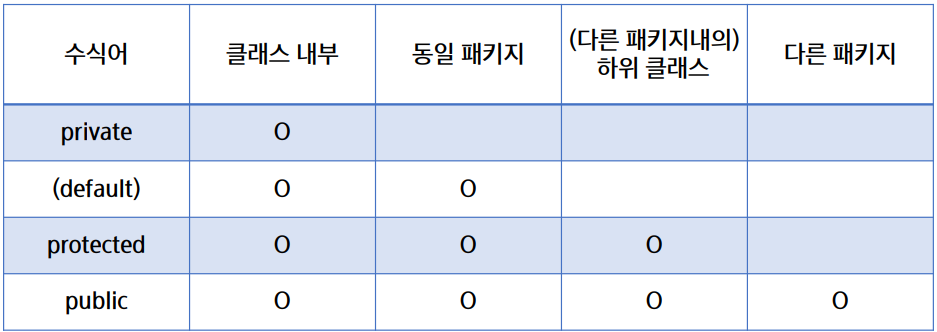 수식어 클래스 내부 동일 패키지 (다른 패키지내의) 다른 패키지
하위 클래스
private O
(default) O O
protected O O O
public O O O O